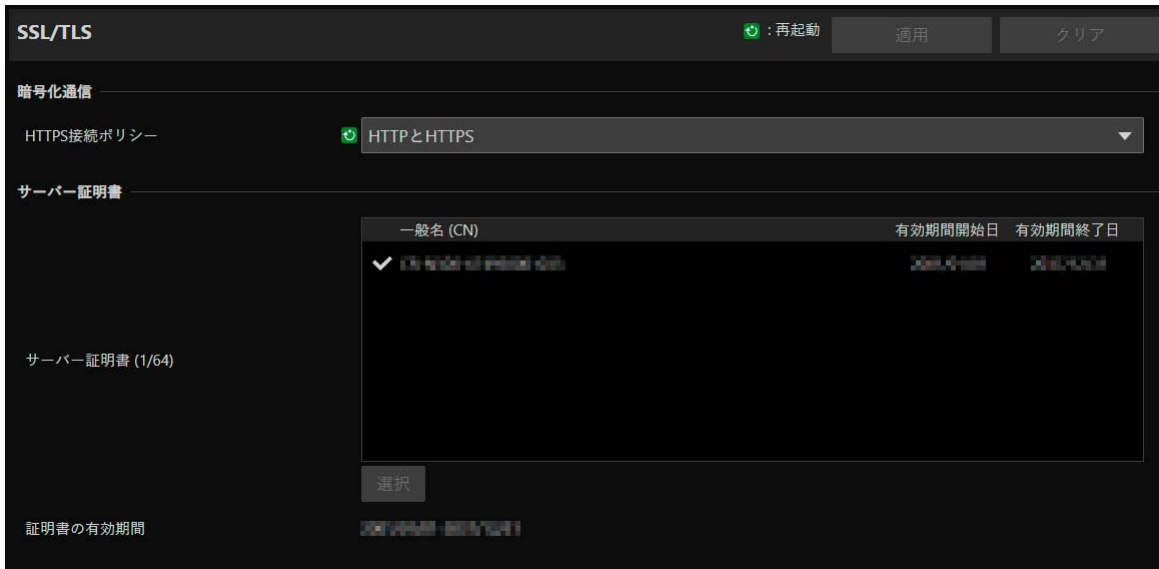 SSL/TLS
:再起動
適用
クリア
暗号化通信
HTTPS接続ポリシー
HTTPとHTTPS
サーバー証明書
一般名 (CN)
有効期間開始日
有効期間終了日
サーバー証明書 (1/64)
選択
証明書の有効期間